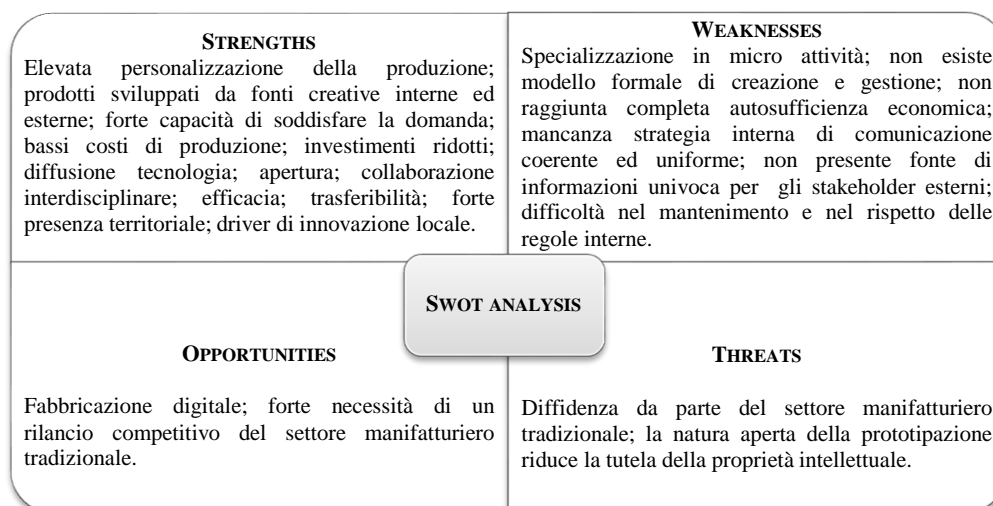 STRENGTHS
Elevata personalizzazione della produzione;
prodotti sviluppati da fonti creative interne ed
esterne; forte capacità di soddisfare la domanda;
bassi costi di produzione; investimenti ridotti;
diffusione tecnologia; apertura; collaborazione
interdisciplinare; efficacia; trasferibilità; forte
presenza territoriale; driver di innovazione locale.
WEAKNESSES
Specializzazione in micro attività; non esiste
modello formale di creazione e gestione; non
raggiunta completa autosufficienza economica;
mancanza strategia interna di comunicazione
coerente ed uniforme; non presente fonte di
informazioni univoca per gli stakeholder esterni;
difficoltà nel mantenimento e nel rispetto delle
regole interne.
SWOT ANALYSIS
OPPORTUNITIES
Fabbricazione digitale; forte necessità di un
rilancio competitivo del settore manifatturiero
tradizionale.
THREATS
Diffidenza da parte del settore manifatturiero
tradizionale; la natura aperta della prototipazione
riduce la tutela della proprietà intellettuale.